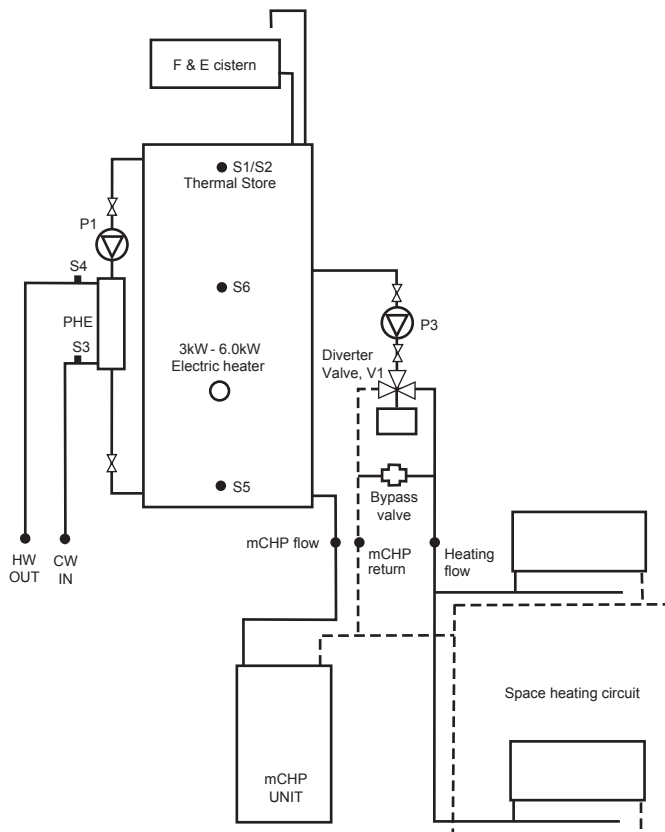 F & E cistern
S1/S2
Thermal Store
P1
S4
S6
PHE
P3
3kW - 6.0kW
Electric heater
Diverter
Valve, V1
S3
S5
Bypass
valve
mCHP flow
mCHP
return
Heating
flow
HW
OUT
CW
IN
Space heating circuit
mCHP
UNIT